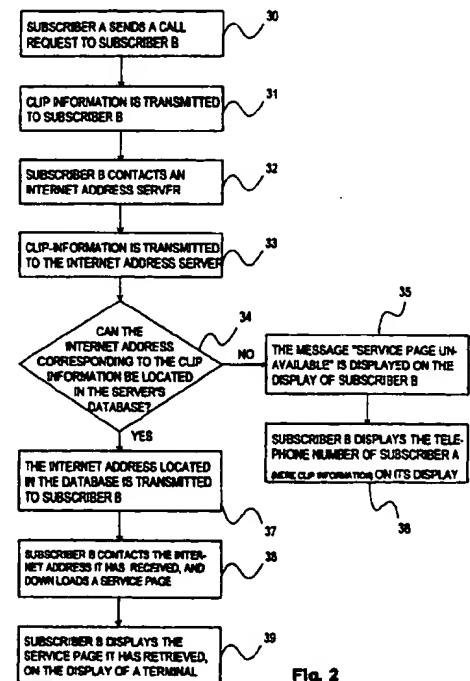 SUBSCRIBER A SENDS A CALL
REQUEST TO SUBSCRIBER B
30
CLIP INFORMATION IS TRANSMITTED
TO SUBSCRIBER B
31
SUBSCRIBER B CONTACTS AN
INTERNET ADDRESS SERVER
32
CLIP-INFORMATION IS TRANSMITTED
TO THE INTERNET ADDRESS SERVER
33
CAN THE
INTERNET ADDRESS
CORRESPONDING TO THE CLIP
INFORMATION BE LOCATED
IN THE SERVER'S
DATABASE?
34
NO
35
THE MESSAGE "SERVICE PAGE UN-
AVAILABLE" IS DISPLAYED ON THE
DISPLAY OF SUBSCRIBER B
SUBSCRIBER B DISPLAYS THE TELE-
PHONE NUMBER OF SUBSCRIBER A
(HERE CLIP INFORMATION) ON ITS DISPLAY
36
YES
THE INTERNET ADDRESS LOCATED
IN THE DATABASE IS TRANSMITTED
TO SUBSCRIBER B
37
SUBSCRIBER B CONTACTS THE INTER-
NET ADDRESS IT HAS RECEIVED, AND
DOWN LOADS A SERVICE PAGE
38
SUBSCRIBER B DISPLAYS THE
SERVICE PAGE IT HAS RETRIEVED,
ON THE DISPLAY OF A TERMINAL
39
Fig. 2